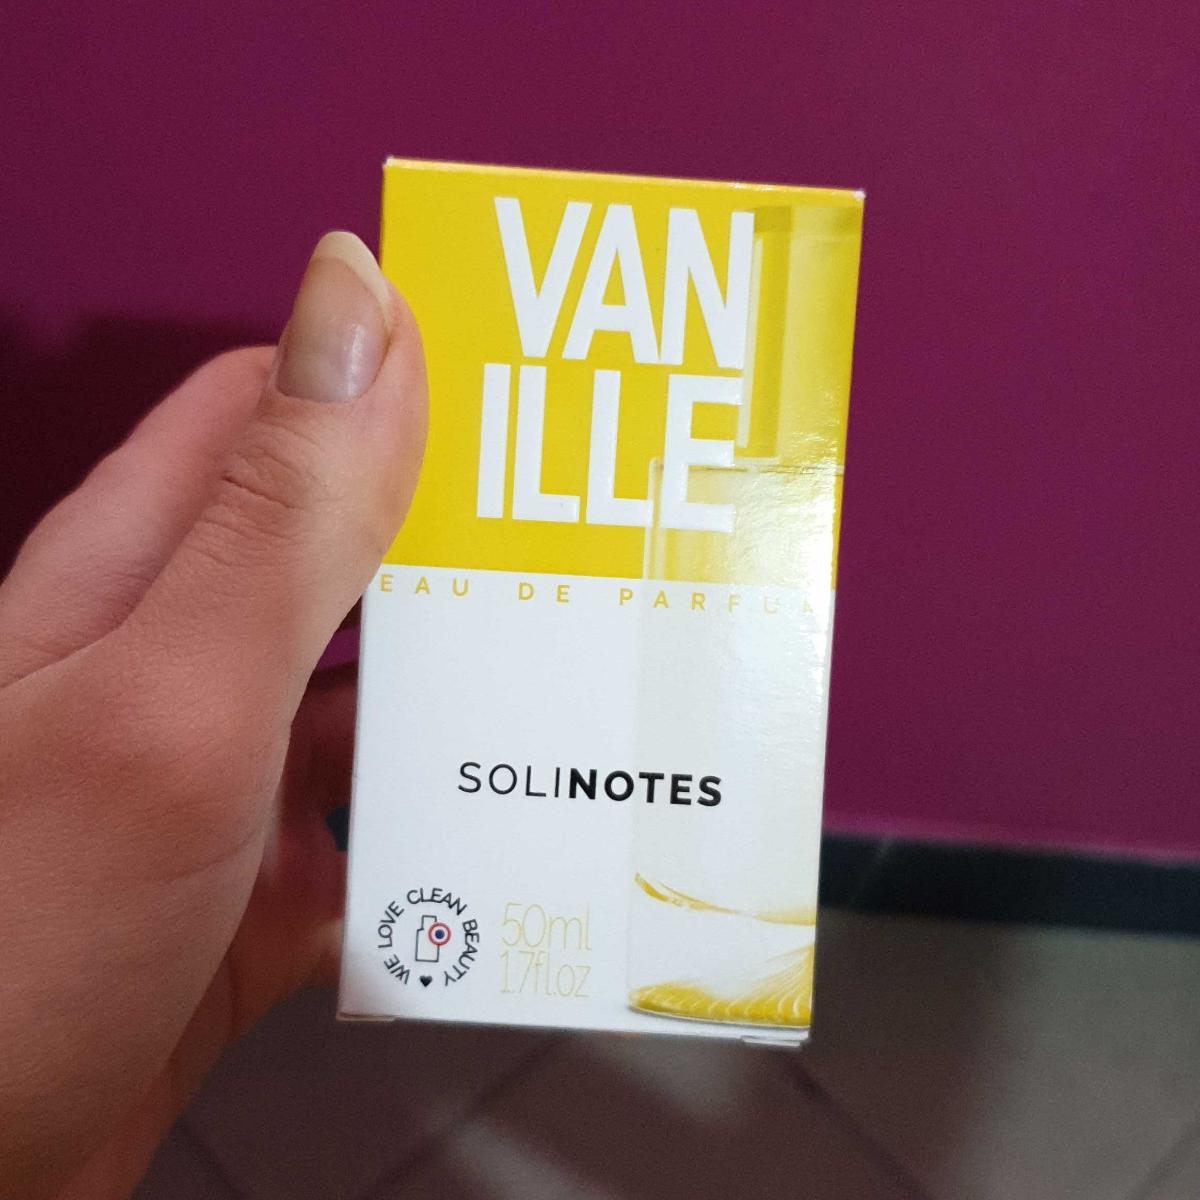 VAN
ILLE
EAU DE PARFUM
SOLINOTES
WE LOVE CLEAN BEAUTY
50ml
1.7fl.oz